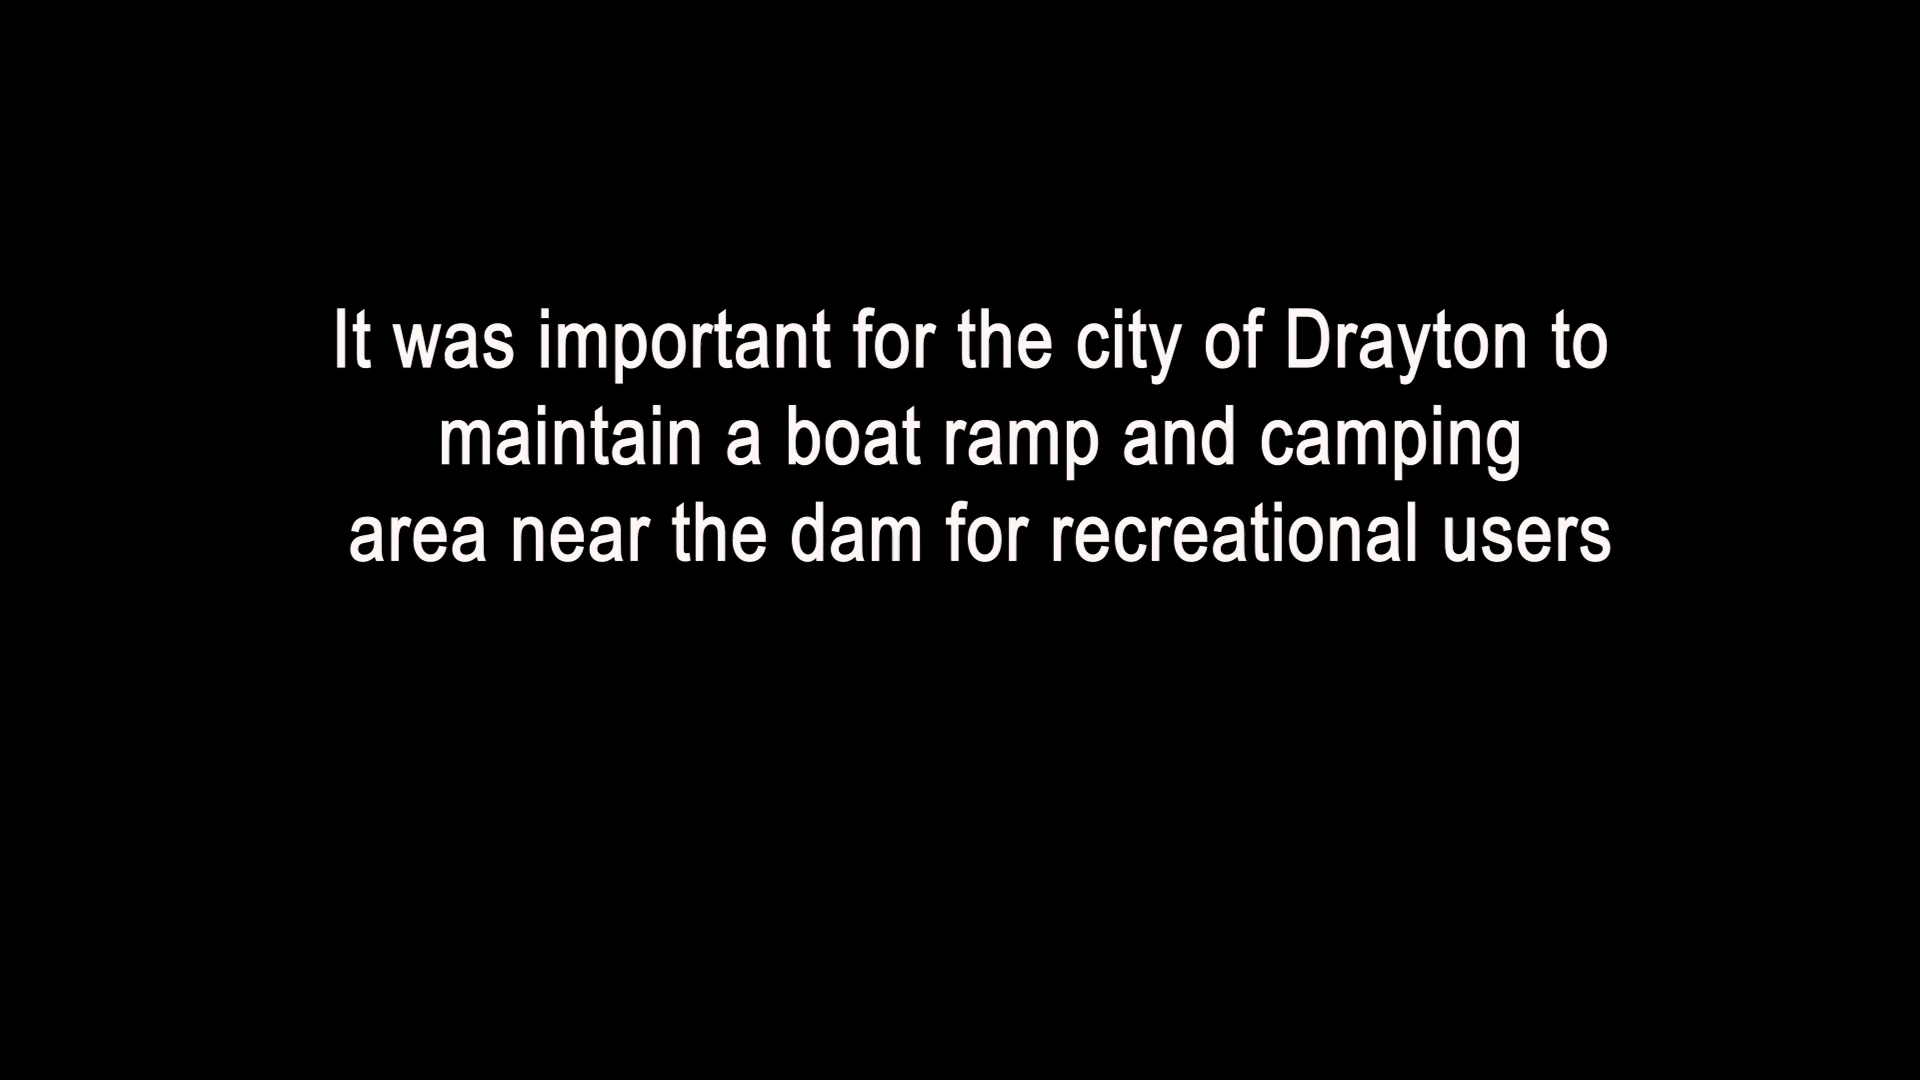 It was important for the city of Drayton to
maintain a boat ramp and camping
area near the dam for recreational users